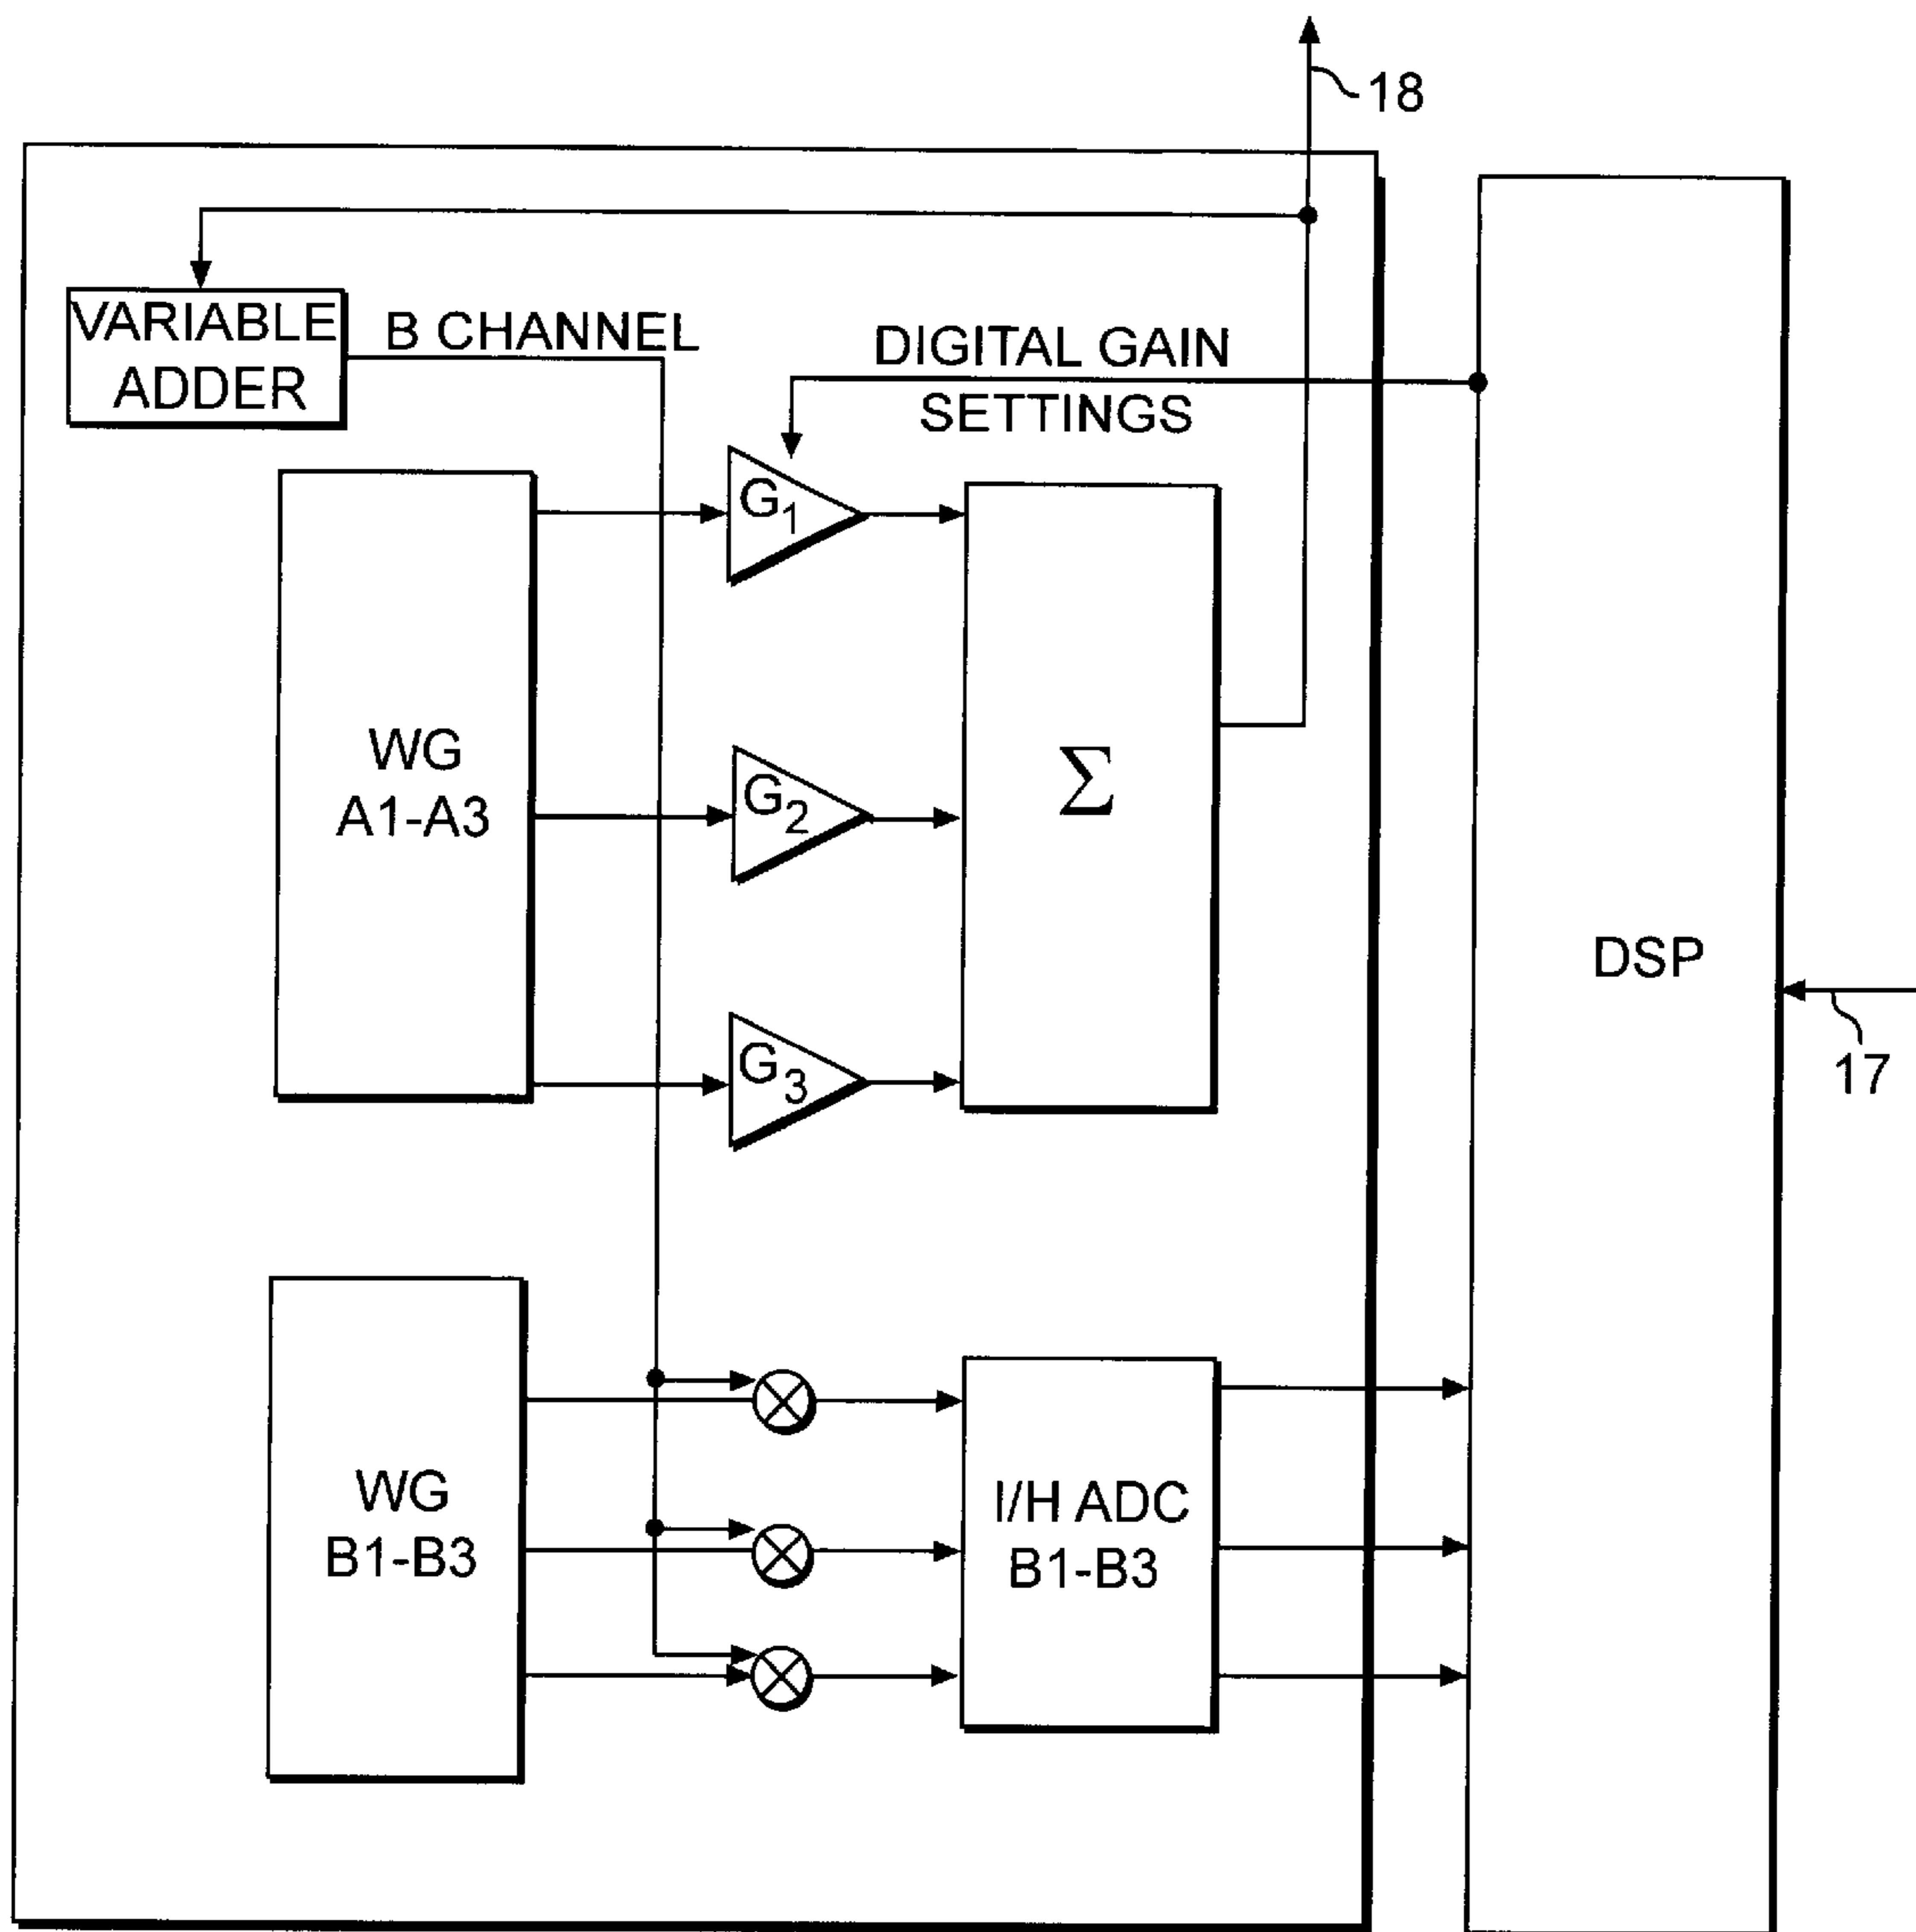 18
VARIABLE
ADDER
B CHANNEL
DIGITAL GAIN
SETTINGS
G1
WG
A1-A3
G2
Σ
G3
DSP
17
WG
B1-B3
I/H ADC
B1-B3